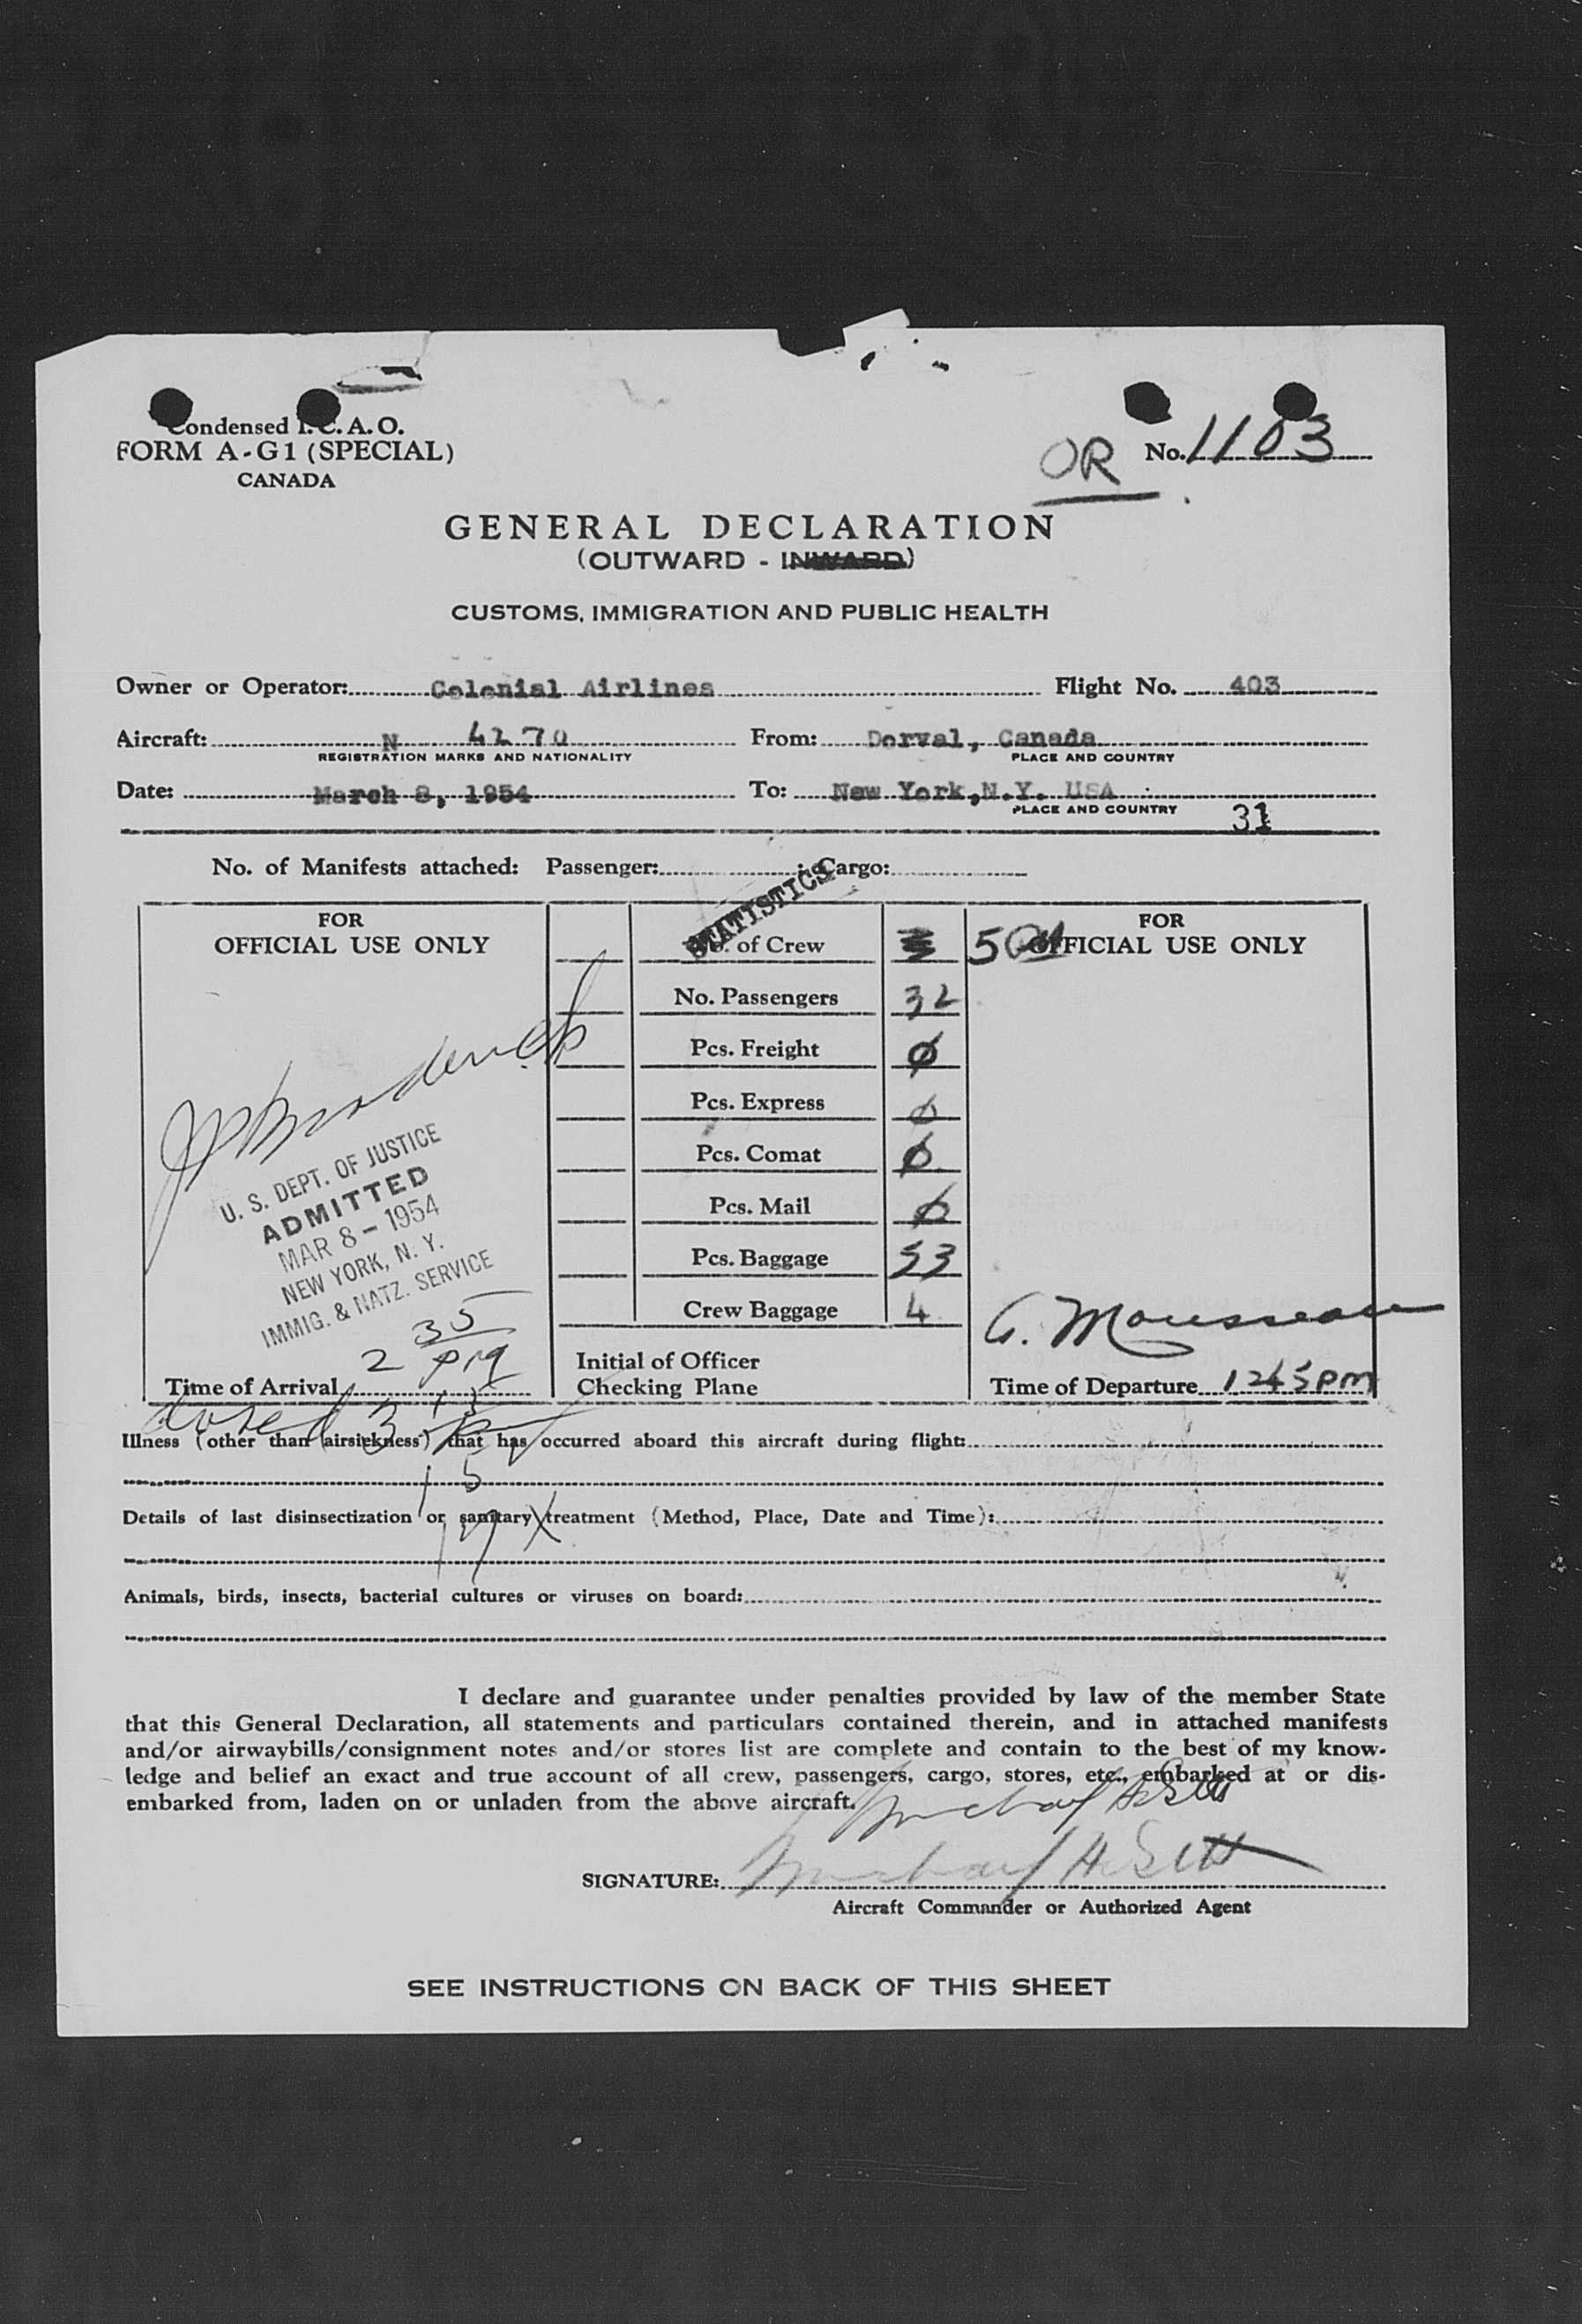 Condensed I.C.A.O.
FORM A-G1 (SPECIAL)
CANADA
OR No. 1103
GENERAL DECLARATION
(OUTWARD - INWARD)
CUSTOMS, IMMIGRATION AND PUBLIC HEALTH
Owner or Operator: Colonial Airlines Flight No. 403
Aircraft: N 4270 From: Dorval, Canada
REGISTRATION MARKS AND NATIONALITY PLACE AND COUNTRY
Date: March 8, 1954 To: New York, N.Y. USA
PLACE AND COUNTRY
31
No. of Manifests attached: Passenger: Cargo:
STATISTICS
FOR
OFFICIAL USE ONLY
No. of Crew 5
No. Passengers 32
Pcs. Freight 0
Pcs. Express 0
Pcs. Comat 0
Pcs. Mail 0
Pcs. Baggage 53
Crew Baggage 4
Initial of Officer
Checking Plane
FOR
OFFICIAL USE ONLY
U. S. DEPT. OF JUSTICE
ADMITTED
MAR 8 - 1954
NEW YORK, N. Y.
IMMIG. & NATZ. SERVICE
2 35 pm
Time of Arrival
G. Mousseau
Time of Departure 1245 pm
Illness (other than airsickness) that has occurred aboard this aircraft during flight:
Details of last disinsectization or sanitary treatment (Method, Place, Date and Time):
Animals, birds, insects, bacterial cultures or viruses on board:
I declare and guarantee under penalties provided by law of the member State
that this General Declaration, all statements and particulars contained therein, and in attached manifests
and/or airwaybills/consignment notes and/or stores list are complete and contain to the best of my know-
ledge and belief an exact and true account of all crew, passengers, cargo, stores, etc., embarked at or dis-
embarked from, laden on or unladen from the above aircraft.
SIGNATURE:
Aircraft Commander or Authorized Agent
SEE INSTRUCTIONS ON BACK OF THIS SHEET